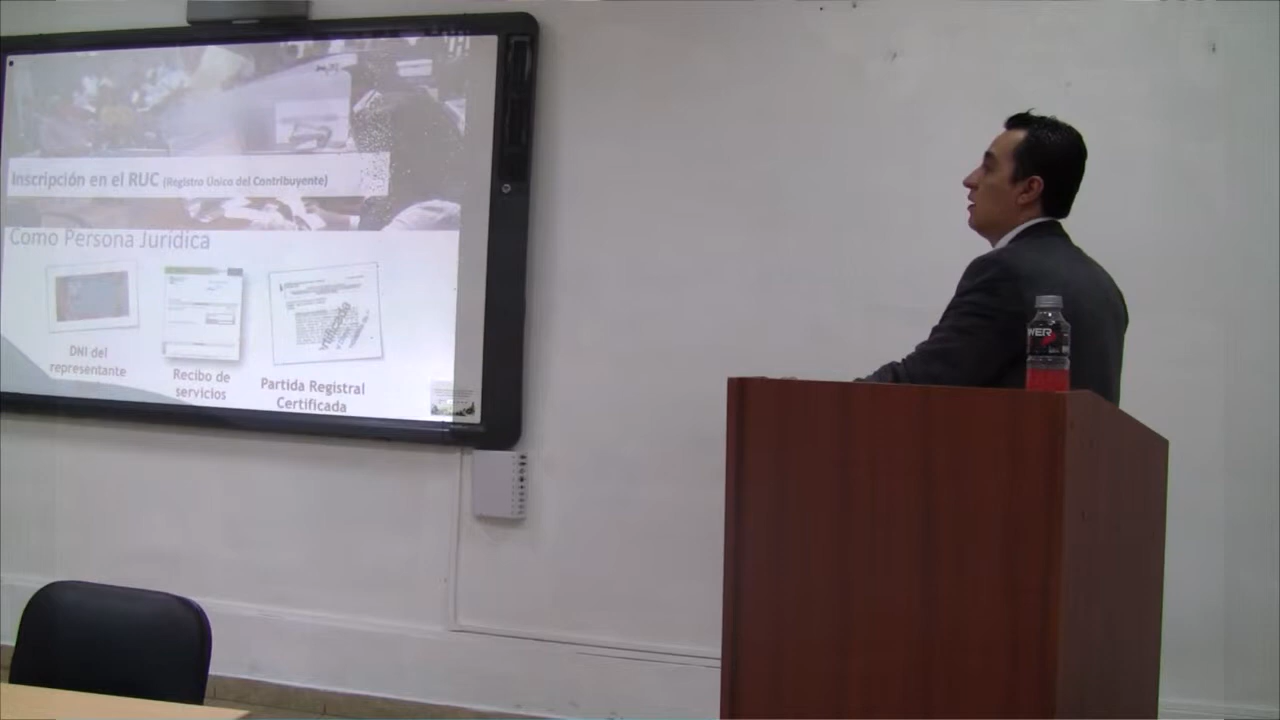 Inscripción en el RUC (Registro Único del Contribuyente)
Como Persona Jurídica
DNI del
representante
Recibo de
servicios
Partida Registral
Certificada
WER